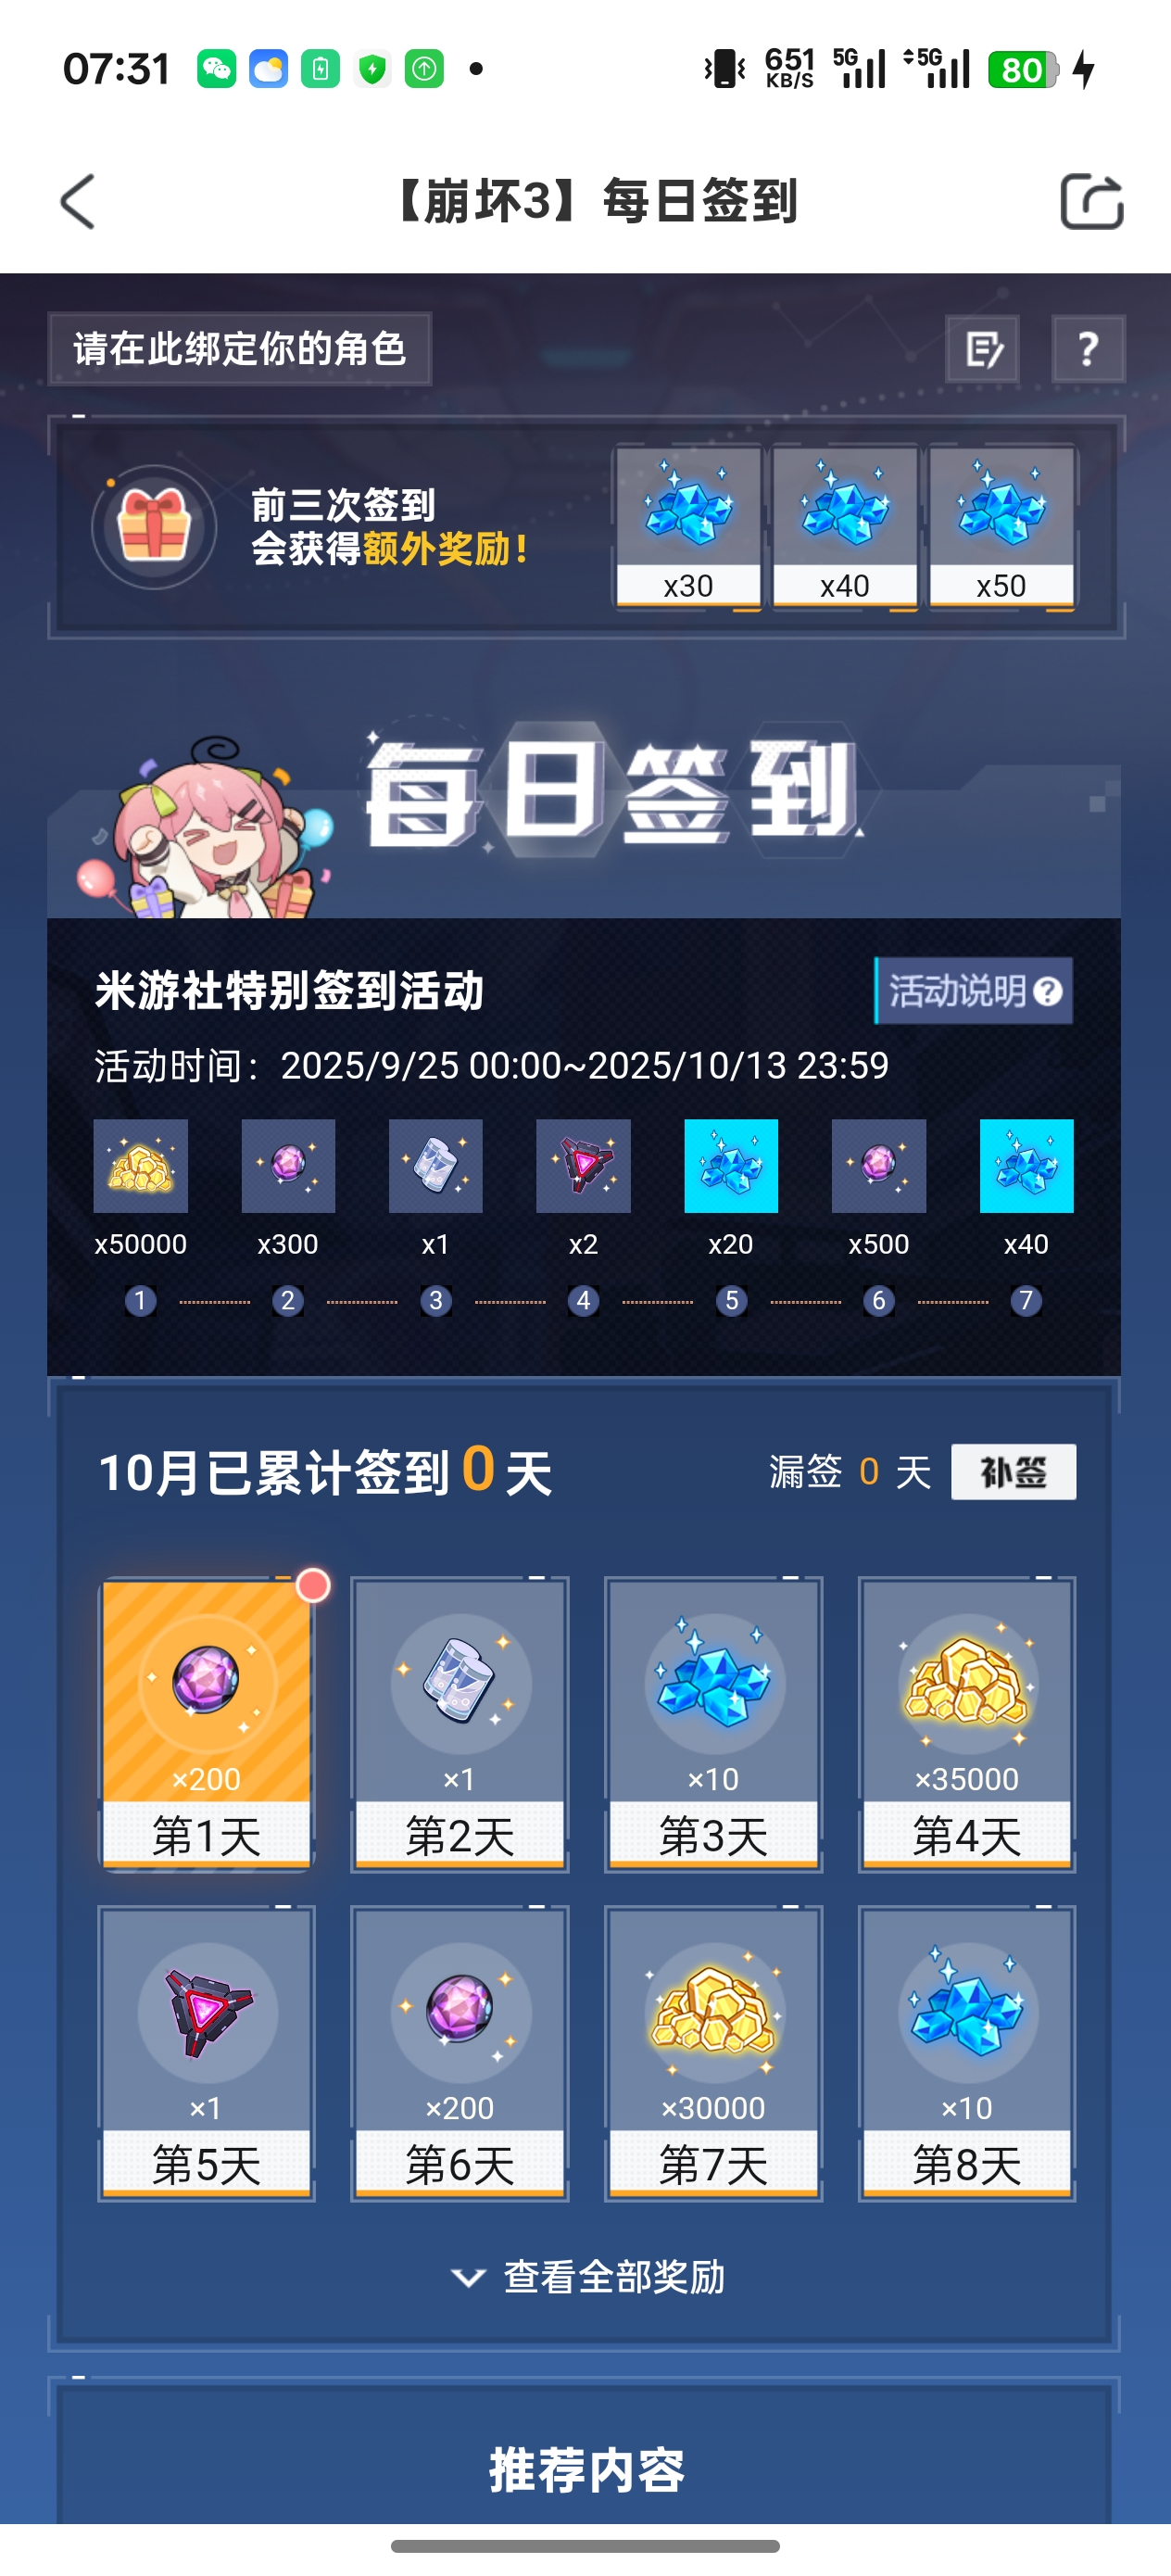 07:31
651
KB/S
5G
5G
80
【崩坏3】每日签到
请在此绑定你的角色
?
前三次签到
会获得额外奖励!
x30
x40
x50
每日签到
米游社特别签到活动
活动说明?
活动时间：2025/9/25 00:00~2025/10/13 23:59
x50000
x300
x1
x2
x20
x500
x40
1
2
3
4
5
6
7
10月已累计签到0天
漏签 0 天
补签
×200
×1
×10
×35000
第1天
第2天
第3天
第4天
×1
×200
×30000
×10
第5天
第6天
第7天
第8天
查看全部奖励
推荐内容